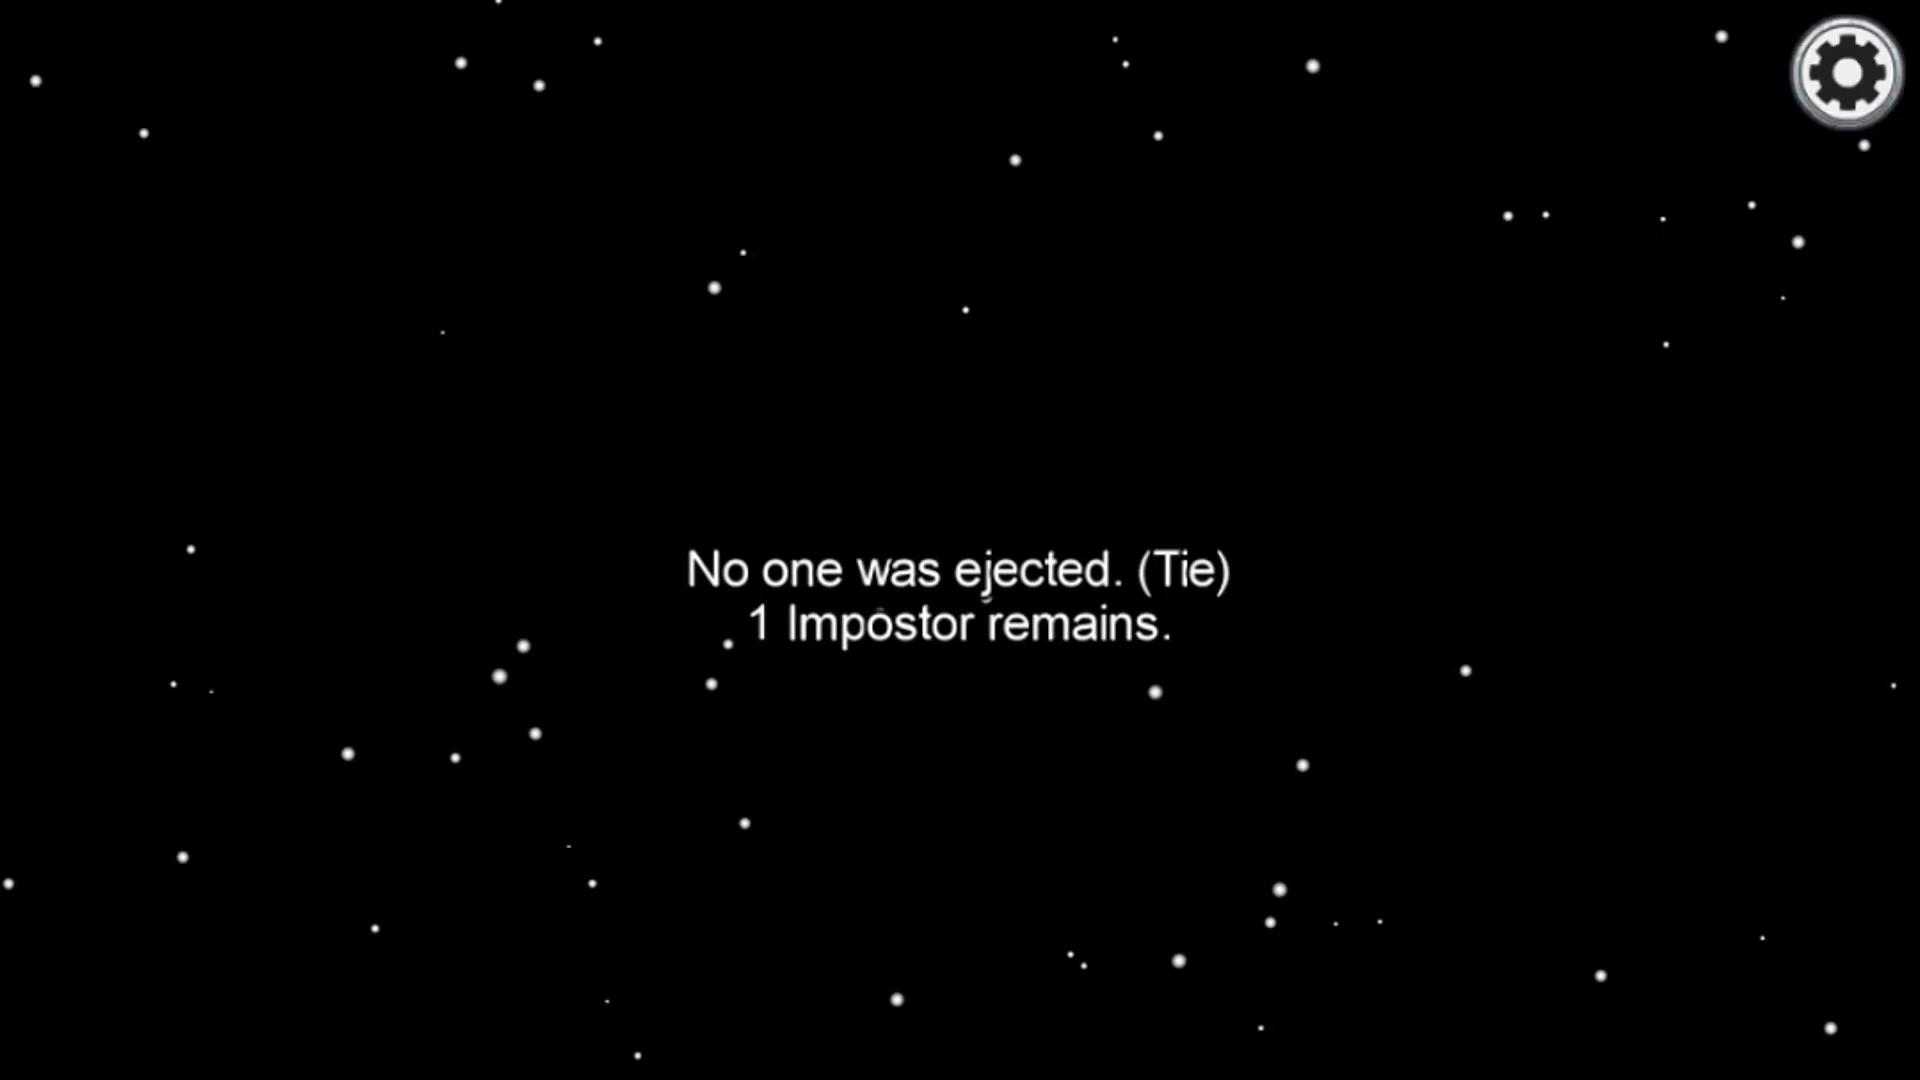 No one was ejected. (Tie)
1 Impostor remains.